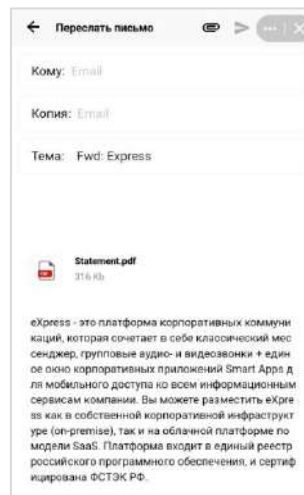 Переслать письмо
Кому: Email
Копия: Email
Тема: Fwd: Express
Statement.pdf
316 Kb
eXpress - это платформа корпоративных коммуни
каций, которая сочетает в себе классический мес
сенджер, групповые аудио- и видеозвонки + един
ое окно корпоративных приложений Smart Apps д
ля мобильного доступа ко всем информационным
сервисам компании. Вы можете разместить eXpre
ss как в собственной корпоративной инфраструкт
уре (on-premise), так и на облачной платформе по
модели SaaS. Платформа входит в единый реестр
российского программного обеспечения, и сертиф
ицирована ФСТЭК РФ.